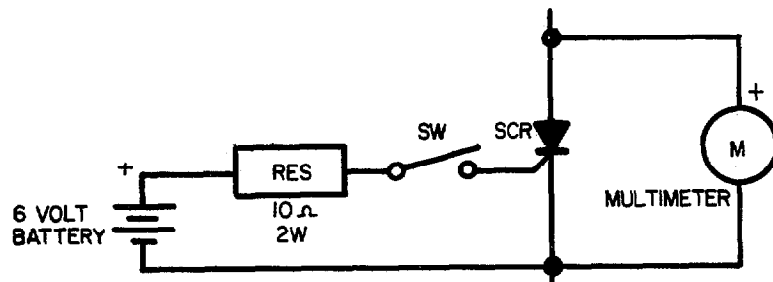 SW
SCR
+
+
RES
M
10 Ω
2W
6 VOLT
BATTERY
MULTIMETER